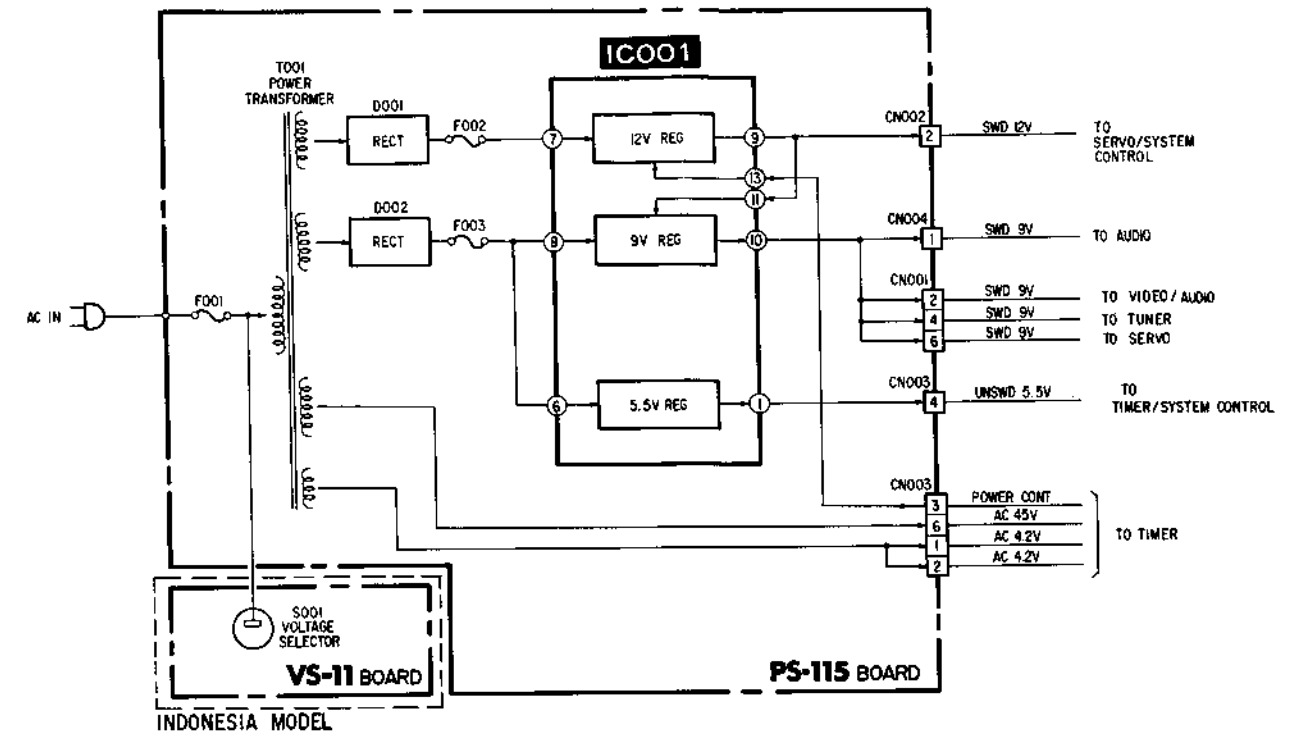 IC001
T001
POWER
TRANSFORMER
D001
RECT
F002
7
12V REG
9
13
11
CN002
2
SWD 12V
TO
SERVO/SYSTEM
CONTROL
D002
RECT
F003
8
9V REG
10
CN004
1
SWD 9V
TO AUDIO
CN001
2
SWD 9V
TO VIDEO/AUDIO
4
SWD 9V
TO TUNER
6
SWD 9V
TO SERVO
AC IN
F001
6
5.5V REG
1
CN003
4
UNSWD 5.5V
TO
TIMER/SYSTEM CONTROL
CN003
3
POWER CONT
6
AC 45V
1
AC 4.2V
2
AC 4.2V
TO TIMER
S001
VOLTAGE
SELECTOR
VS-11 BOARD
PS-115 BOARD
INDONESIA MODEL